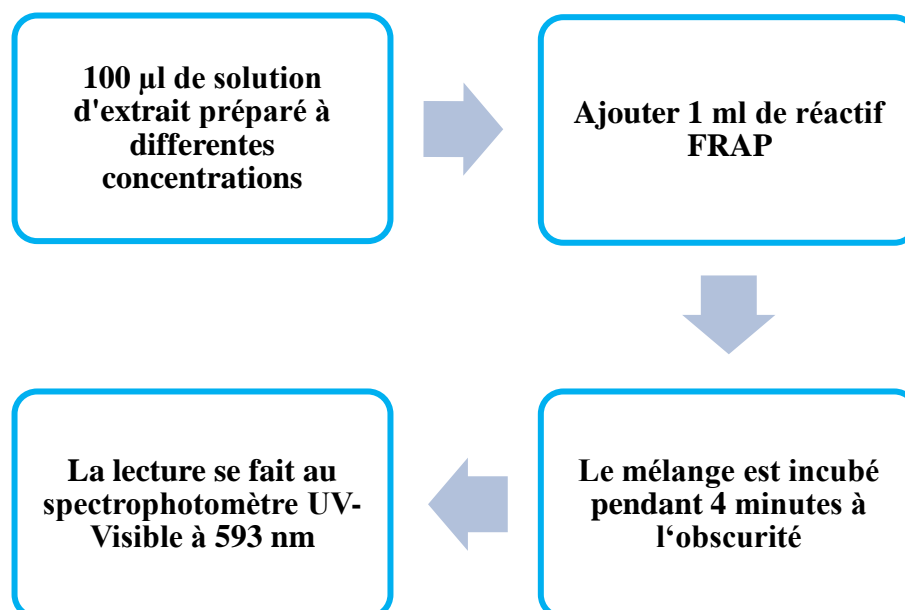 100 µl de solution
d'extrait préparé à
differentes
concentrations
Ajouter 1 ml de réactif
FRAP
Le mélange est incubé
pendant 4 minutes à
l‘obscurité
La lecture se fait au
spectrophotomètre UV-
Visible à 593 nm